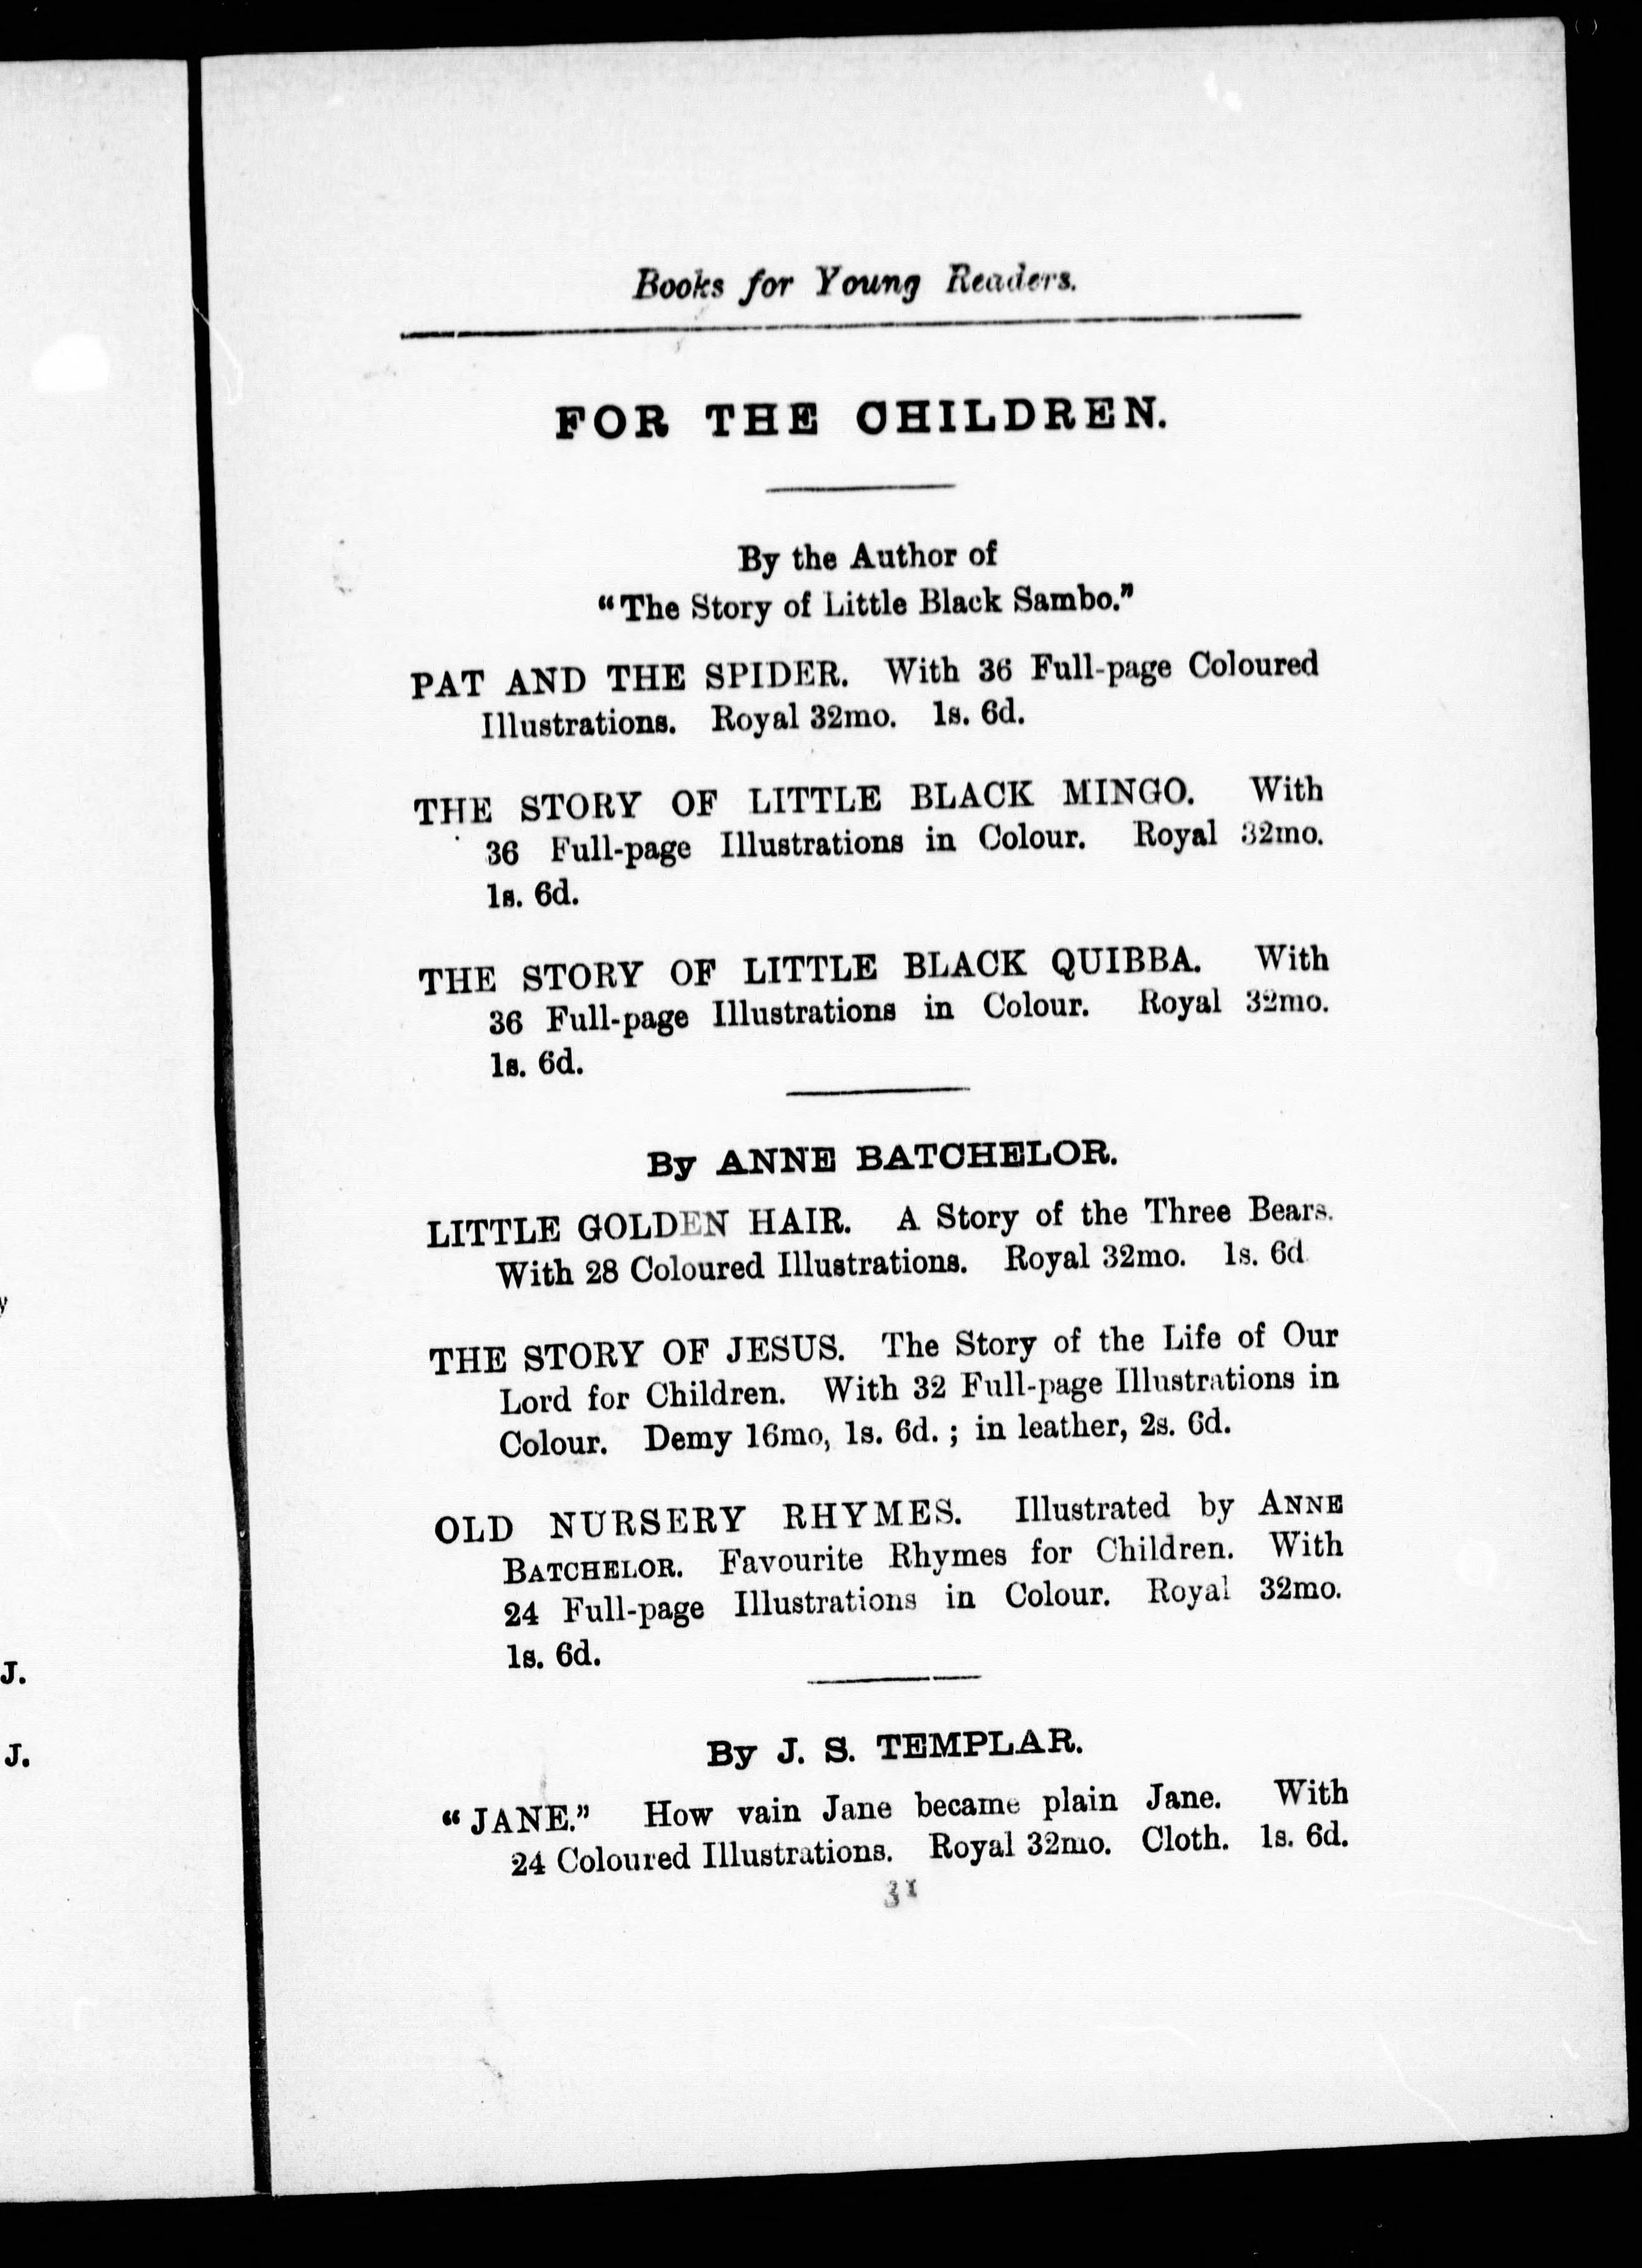 Books for Young Readers.
FOR THE CHILDREN.
By the Author of
"The Story of Little Black Sambo."
PAT AND THE SPIDER. With 36 Full-page Coloured
Illustrations. Royal 32mo. 1s. 6d.
THE STORY OF LITTLE BLACK MINGO. With
36 Full-page Illustrations in Colour. Royal 32mo.
1s. 6d.
THE STORY OF LITTLE BLACK QUIBBA. With
36 Full-page Illustrations in Colour. Royal 32mo.
1s. 6d.
By ANNE BATCHELOR.
LITTLE GOLDEN HAIR. A Story of the Three Bears.
With 28 Coloured Illustrations. Royal 32mo. 1s. 6d
THE STORY OF JESUS. The Story of the Life of Our
Lord for Children. With 32 Full-page Illustrations in
Colour. Demy 16mo, 1s. 6d.; in leather, 2s. 6d.
OLD NURSERY RHYMES. Illustrated by ANNE
BATCHELOR. Favourite Rhymes for Children. With
24 Full-page Illustrations in Colour. Royal 32mo.
1s. 6d.
By J. S. TEMPLAR.
"JANE." How vain Jane became plain Jane. With
24 Coloured Illustrations. Royal 32mo. Cloth. 1s. 6d.
31
J.
J.